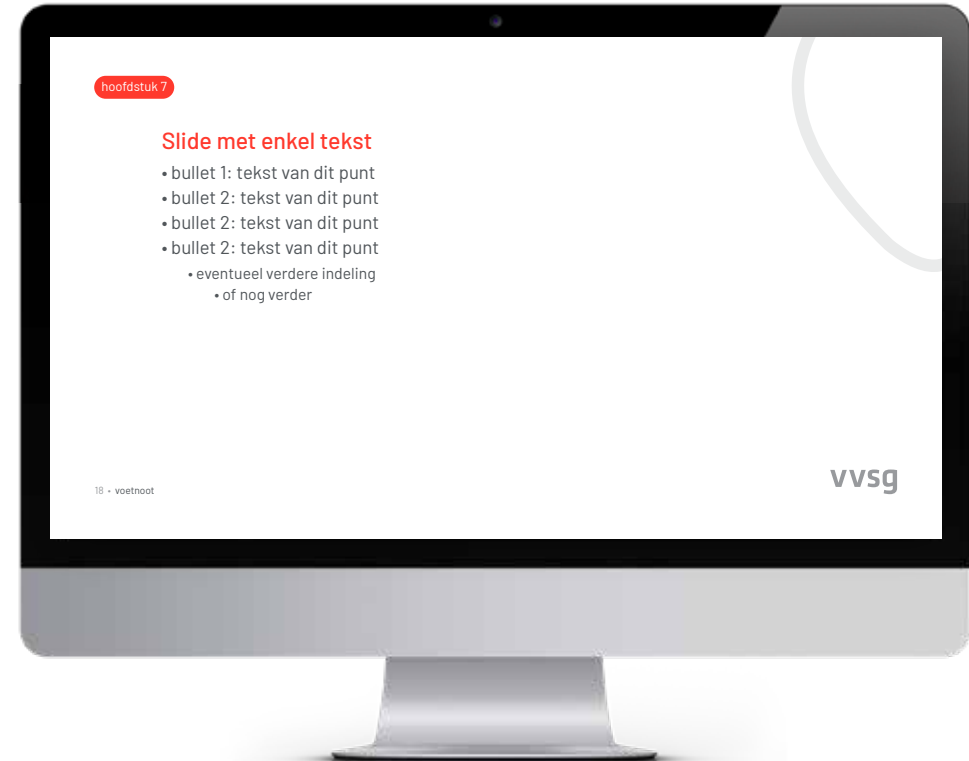 hoofdstuk 7
Slide met enkel tekst
• bullet 1: tekst van dit punt
• bullet 2: tekst van dit punt
• bullet 2: tekst van dit punt
• bullet 2: tekst van dit punt
• eventueel verdere indeling
• of nog verder
18 • voetnoot
vvsg